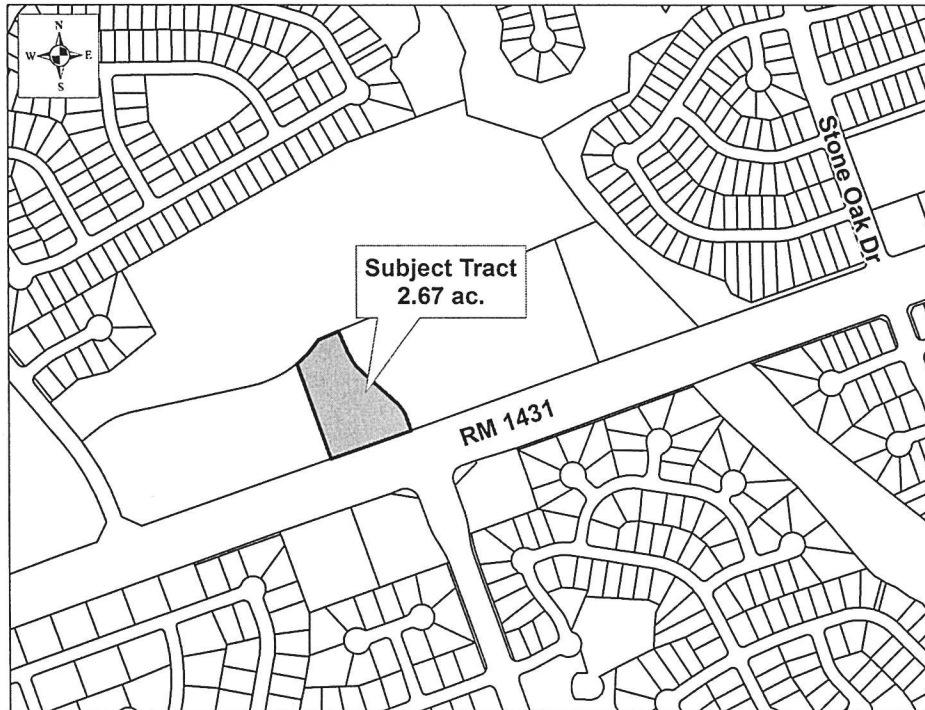 N
W E
S
Subject Tract
2.67 ac.
Stone Oak Dr
RM 1431